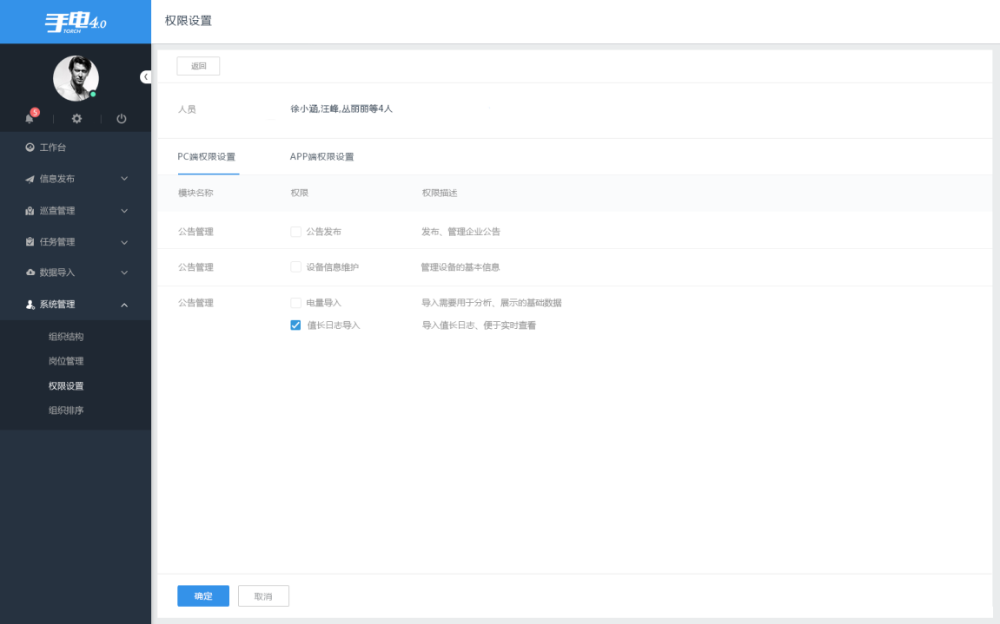 手电4.0
TORCH
权限设置
5
工作台
信息发布
巡查管理
任务管理
数据导入
系统管理
组织结构
岗位管理
权限设置
组织排序
返回
人员 徐小涵,汪峰,丛丽丽等4人
PC端权限设置 APP端权限设置
模块名称 权限 权限描述
公告管理 公告发布 发布、管理企业公告
公告管理 设备信息维护 管理设备的基本信息
公告管理 电量导入 导入需要用于分析、展示的基础数据
值长日志导入 导入值长日志、便于实时查看
确定 取消